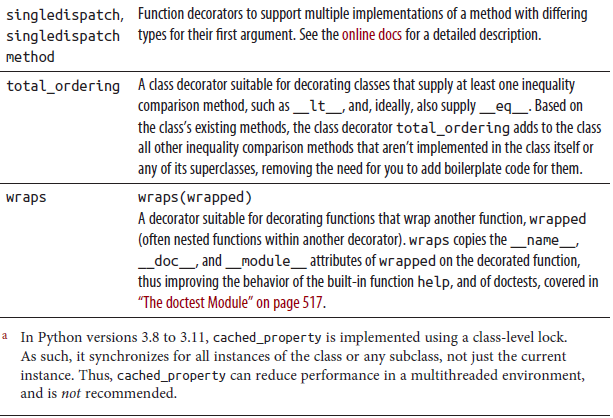 singledispatch, Function decorators to support multiple implementations of a method with differing
singledispatch types for their first argument. See the online docs for a detailed description.
method
total_ordering A class decorator suitable for decorating classes that supply at least one inequality
comparison method, such as __lt__, and, ideally, also supply __eq__. Based on
the class’s existing methods, the class decorator total_ordering adds to the class
all other inequality comparison methods that aren’t implemented in the class itself or
any of its superclasses, removing the need for you to add boilerplate code for them.
wraps wraps(wrapped)
A decorator suitable for decorating functions that wrap another function, wrapped
(often nested functions within another decorator). wraps copies the __name__,
__doc__, and __module__ attributes of wrapped on the decorated function,
thus improving the behavior of the built-in function help, and of doctests, covered in
“The doctest Module” on page 517.
a In Python versions 3.8 to 3.11, cached_property is implemented using a class-level lock.
As such, it synchronizes for all instances of the class or any subclass, not just the current
instance. Thus, cached_property can reduce performance in a multithreaded environment,
and is not recommended.